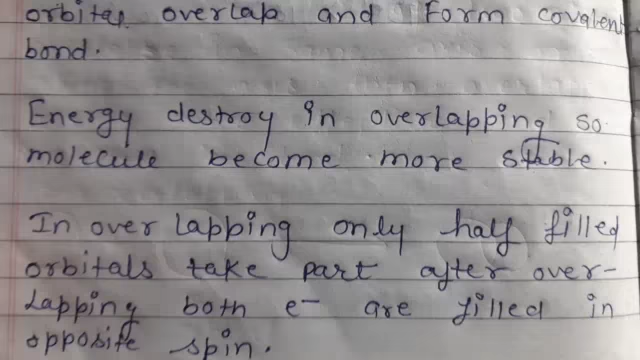 orbitas overlap and form covalent
bond.
Energy destroy in overlapping so
molecule become more stable.
In over lapping only half filled
orbitals take part after over-
lapping both e- are filled in
opposite spin.